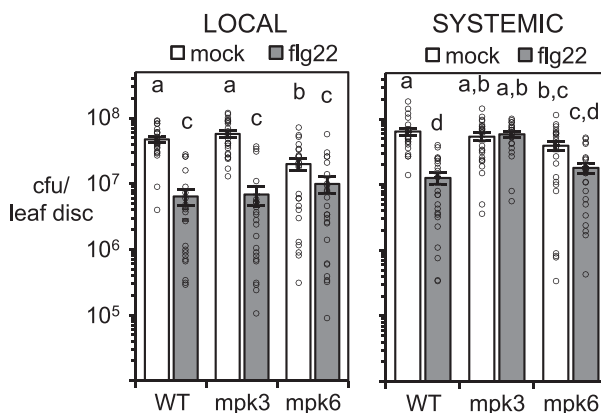 LOCAL
SYSTEMIC
mock flg22
mock flg22
a c a c b c
a d a,b a,b b,c c,d
10⁸
10⁷
cfu/
leaf disc
10⁶
10⁵
WT mpk3 mpk6
WT mpk3 mpk6